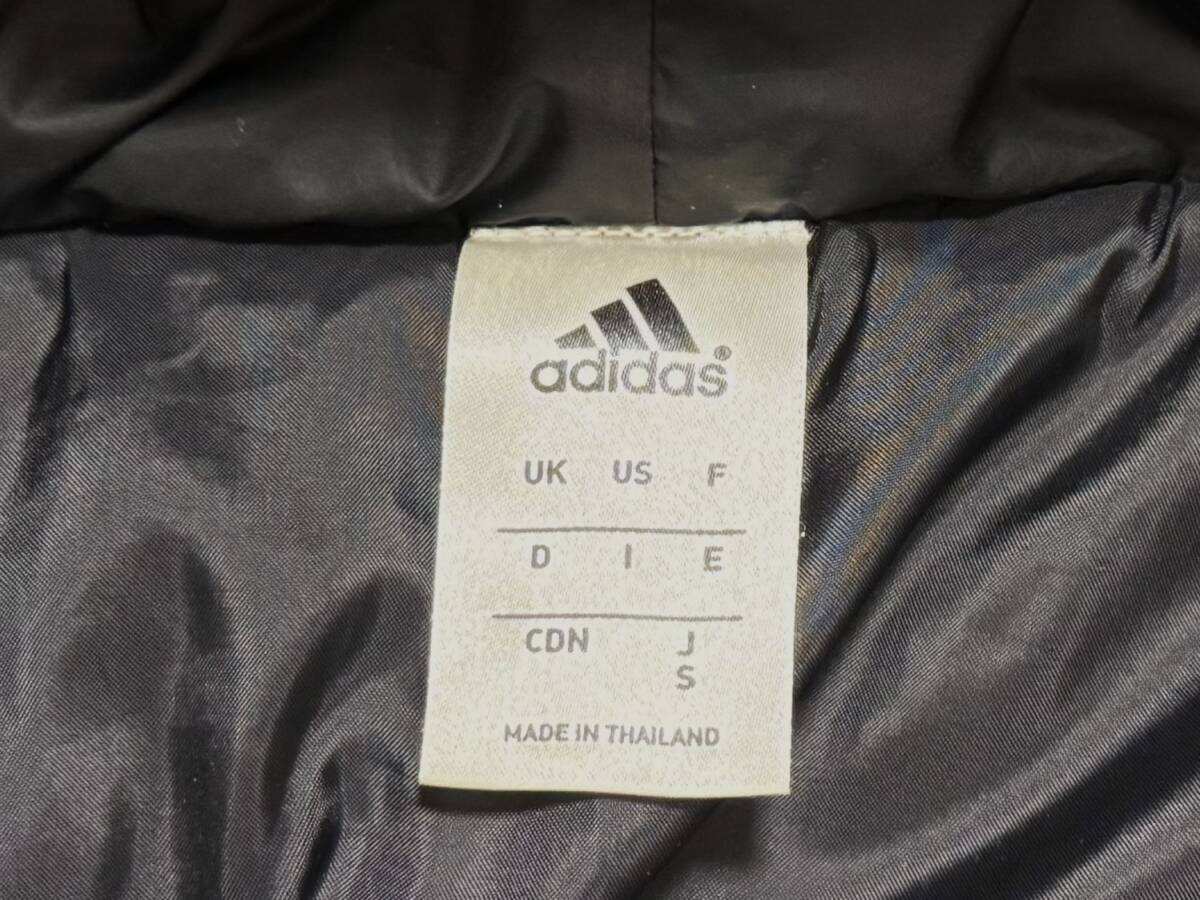 adidas®
UK US F
D I E
CDN J
S
MADE IN THAILAND